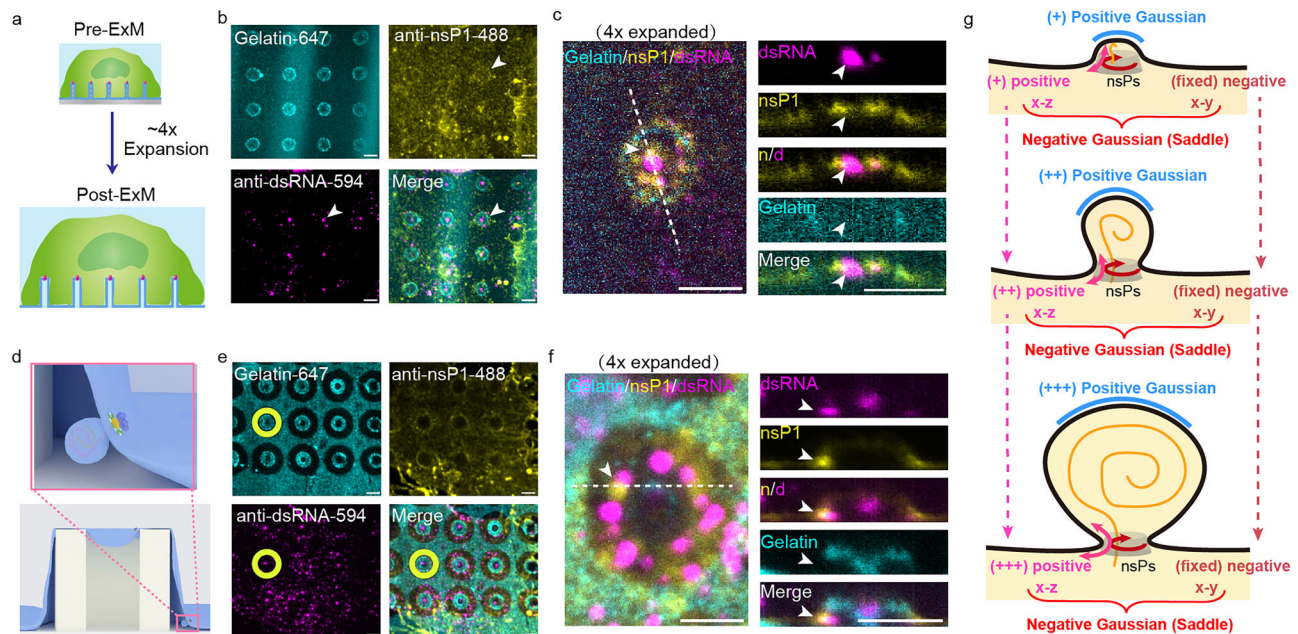 a
Pre-ExM
~4x
Expansion
Post-ExM
b
Gelatin-647
anti-nsP1-488
anti-dsRNA-594
Merge
c
(4x expanded)
Gelatin/nsP1/dsRNA
dsRNA
nsP1
n/d
Gelatin
Merge
d
e
Gelatin-647
anti-nsP1-488
anti-dsRNA-594
Merge
f
(4x expanded)
Gelatin/nsP1/dsRNA
dsRNA
nsP1
n/d
Gelatin
Merge
g
(+) Positive Gaussian
(+) positive
x-z
nsPs
(fixed) negative
x-y
Negative Gaussian (Saddle)
(++) Positive Gaussian
(++) positive
x-z
nsPs
(fixed) negative
x-y
Negative Gaussian (Saddle)
(+++) Positive Gaussian
(+++) positive
x-z
nsPs
(fixed) negative
x-y
Negative Gaussian (Saddle)